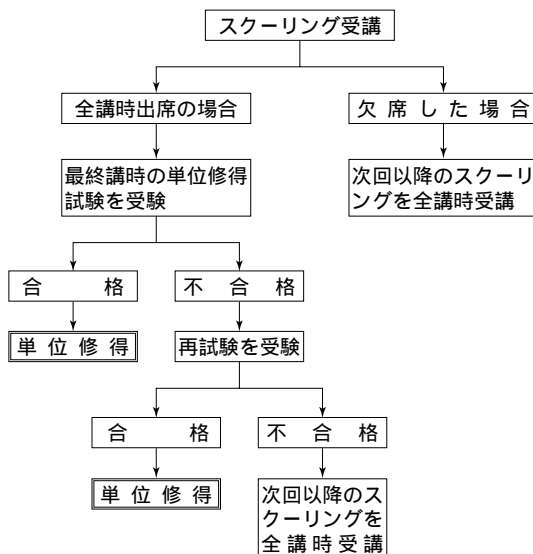 スクーリング受講
全講時出席の場合
欠席した場合
最終講時の単位修得
試験を受験
次回以降のスクーリ
ングを全講時受講
合格
不合格
単位修得
再試験を受験
合格
不合格
単位修得
次回以降のス
クーリングを
全講時受講